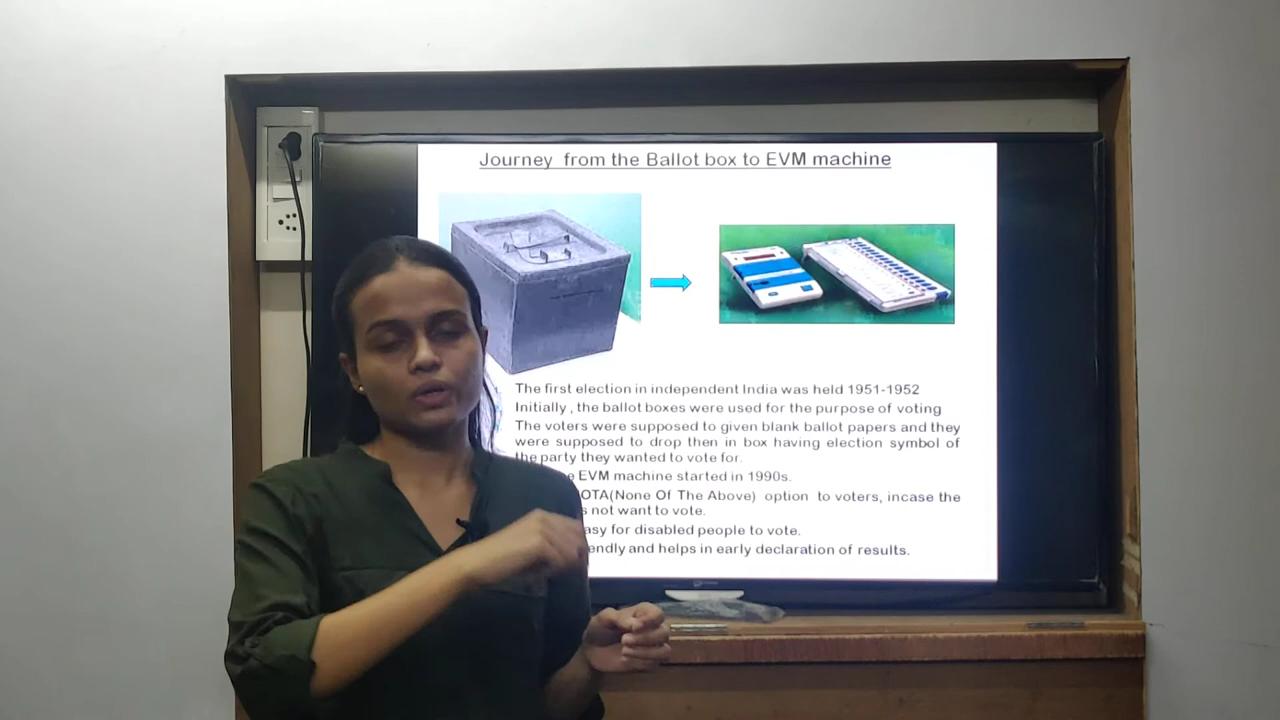 Journey from the Ballot box to EVM machine
The first election in independent India was held 1951-1952
Initially , the ballot boxes were used for the purpose of voting
The voters were supposed to given blank ballot papers and they
were supposed to drop then in box having election symbol of
the party they wanted to vote for.
EVM machine started in 1990s.
(None Of The Above) option to voters, incase the
not want to vote.
for disabled people to vote.
and helps in early declaration of results.